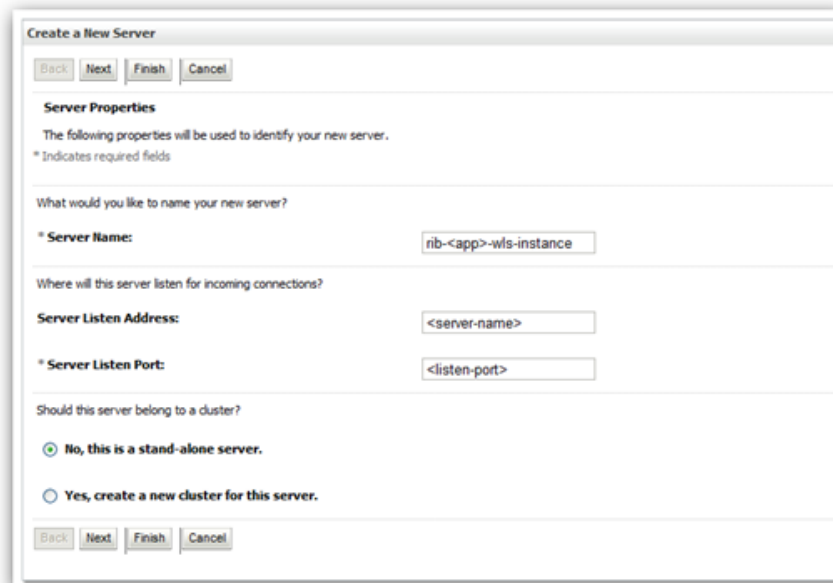 Create a New Server
Back Next Finish Cancel
Server Properties
The following properties will be used to identify your new server.
* Indicates required fields
What would you like to name your new server?
* Server Name: rib-<app>-wls-instance
Where will this server listen for incoming connections?
Server Listen Address: <server-name>
* Server Listen Port: <listen-port>
Should this server belong to a cluster?
No, this is a stand-alone server.
Yes, create a new cluster for this server.
Back Next Finish Cancel